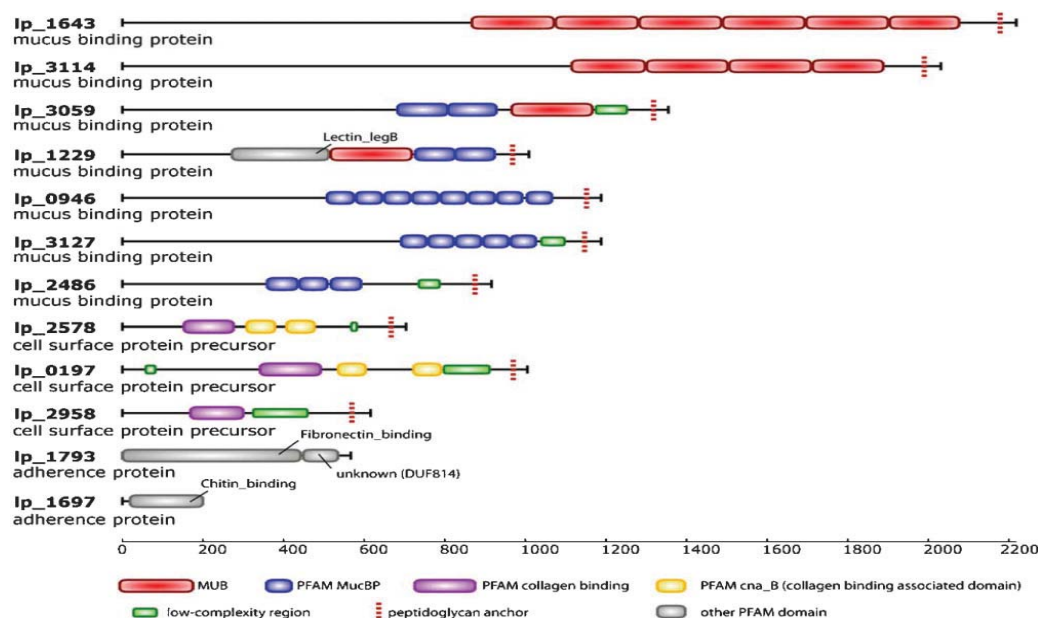 lp_1643
mucus binding protein
lp_3114
mucus binding protein
lp_3059
mucus binding protein
Lectin_legB
lp_1229
mucus binding protein
lp_0946
mucus binding protein
lp_3127
mucus binding protein
lp_2486
mucus binding protein
lp_2578
cell surface protein precursor
lp_0197
cell surface protein precursor
lp_2958
cell surface protein precursor
Fibronectin_binding
lp_1793
adherence protein
unknown (DUF814)
Chitin_binding
lp_1697
adherence protein
0 200 400 600 800 1000 1200 1400 1600 1800 2000 2200
MUB PFAM MucBP PFAM collagen binding PFAM cna_B (collagen binding associated domain)
low-complexity region peptidoglycan anchor other PFAM domain